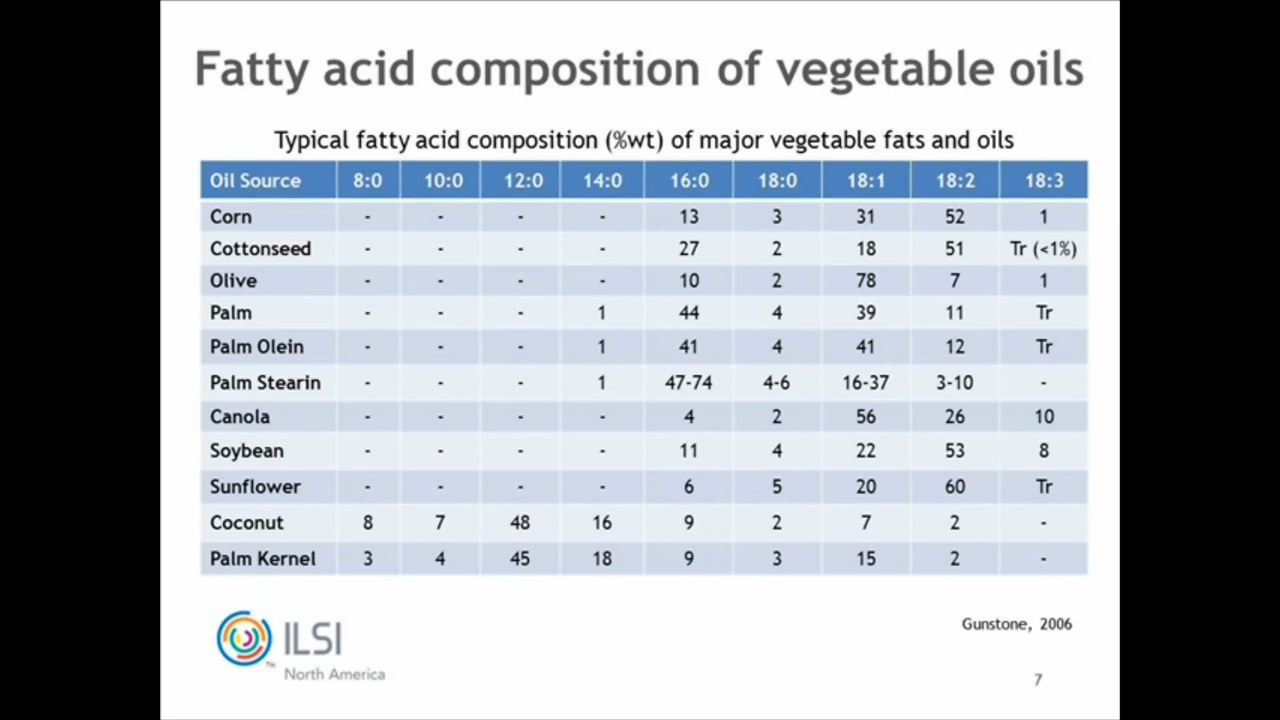 Fatty acid composition of vegetable oils
Typical fatty acid composition (%wt) of major vegetable fats and oils
Oil Source 8:0 10:0 12:0 14:0 16:0 18:0 18:1 18:2 18:3
Corn - - - - 13 3 31 52 1
Cottonseed - - - - 27 2 18 51 Tr (<1%)
Olive - - - - 10 2 78 7 1
Palm - - - 1 44 4 39 11 Tr
Palm Olein - - - 1 41 4 41 12 Tr
Palm Stearin - - - 1 47-74 4-6 16-37 3-10 -
Canola - - - - 4 2 56 26 10
Soybean - - - - 11 4 22 53 8
Sunflower - - - - 6 5 20 60 Tr
Coconut 8 7 48 16 9 2 7 2 -
Palm Kernel 3 4 45 18 9 3 15 2 -
Gunstone, 2006
ILSI
TM
North America
7